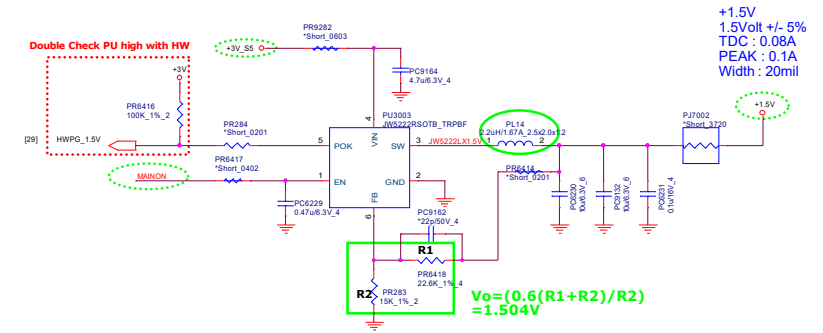 +1.5V
1.5Volt +/- 5%
TDC : 0.08A
PEAK : 0.1A
Width : 20mil
Double Check PU high with HW
+3V_S5
PR9282
*Short_0603
+3V
PC9164
4.7u/6.3V_4
PR6416
100K_1%_2
PU3003
JW5222RSOTB_TRPBF
PL14
2.2uH/1.67A_2.5x2.0x1.2
PJ7002
*Short_3720
+1.5V
[29]
HWPG_1.5V
PR284
*Short_0201
5
POK
4
VIN
SW
3
JW5222LX1.5V
1
2
PR6417
*Short_0402
MAINON
1
EN
GND
2
FB
6
PR6414
*Short_0201
PC6229
0.47u/6.3V_4
PC6230
10u/6.3V_6
PC9132
10u/6.3V_6
PC6231
0.1u/16V_4
PC9162
*22p/50V_4
R1
PR6418
22.6K_1%_4
R2
PR283
15K_1%_2
Vo=(0.6(R1+R2)/R2)
=1.504V